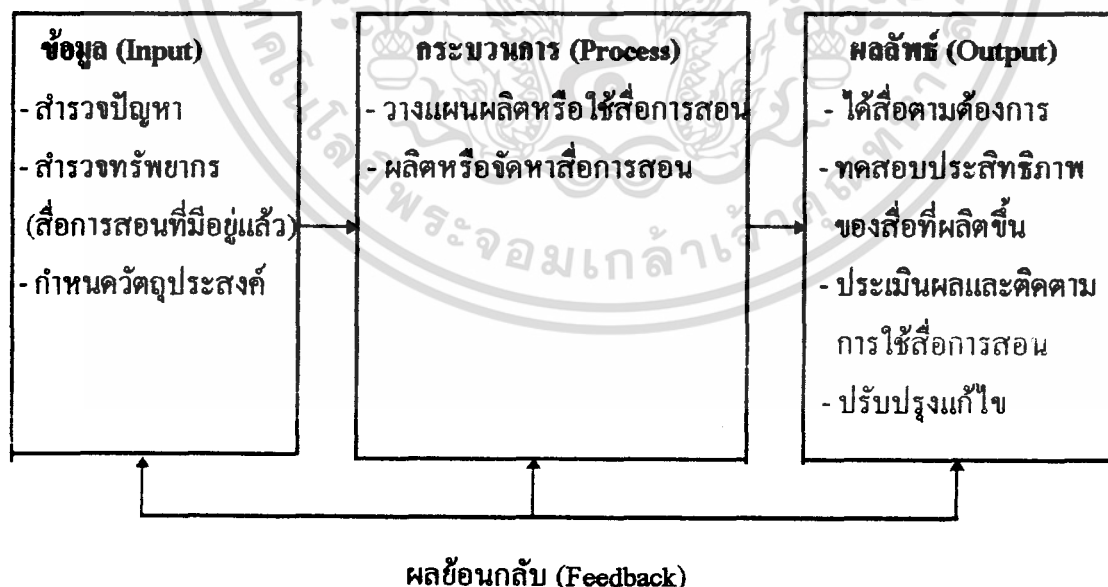 ข้อมูล (Input)
- สำรวจปัญหา
- สำรวจทรัพยากร
(สื่อการสอนที่มีอยู่แล้ว)
- กำหนดวัตถุประสงค์
กระบวนการ (Process)
- วางแผนผลิตหรือใช้สื่อการสอน
- ผลิตหรือจัดหาสื่อการสอน
ผลลัพธ์ (Output)
- ได้สื่อตามต้องการ
- ทดสอบประสิทธิภาพ
ของสื่อที่ผลิตขึ้น
- ประเมินผลและติดตาม
การใช้สื่อการสอน
- ปรับปรุงแก้ไข
ผลย้อนกลับ (Feedback)